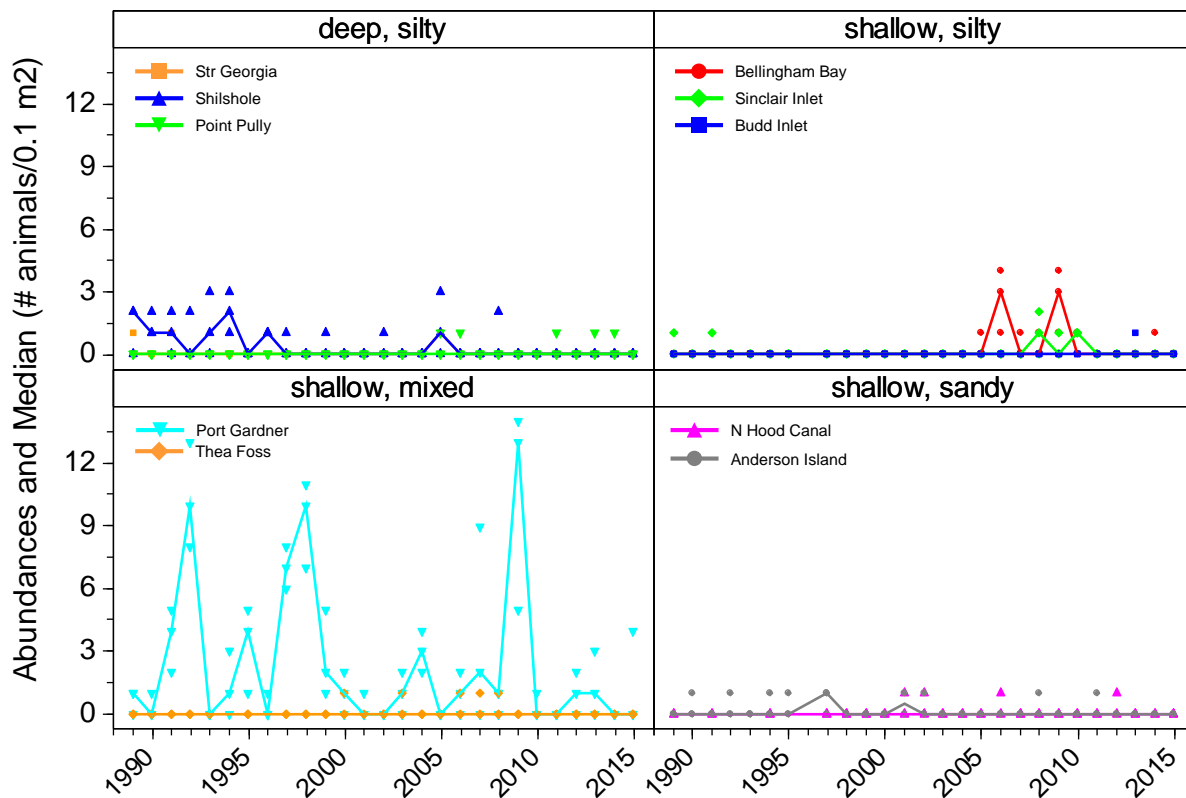 Abundances and Median (# animals/0.1 m2)
deep, silty
Str Georgia
Shilshole
Point Pully
12
9
6
3
0
shallow, silty
Bellingham Bay
Sinclair Inlet
Budd Inlet
shallow, mixed
Port Gardner
Thea Foss
12
9
6
3
0
shallow, sandy
N Hood Canal
Anderson Island
1990 1995 2000 2005 2010 2015
1990 1995 2000 2005 2010 2015